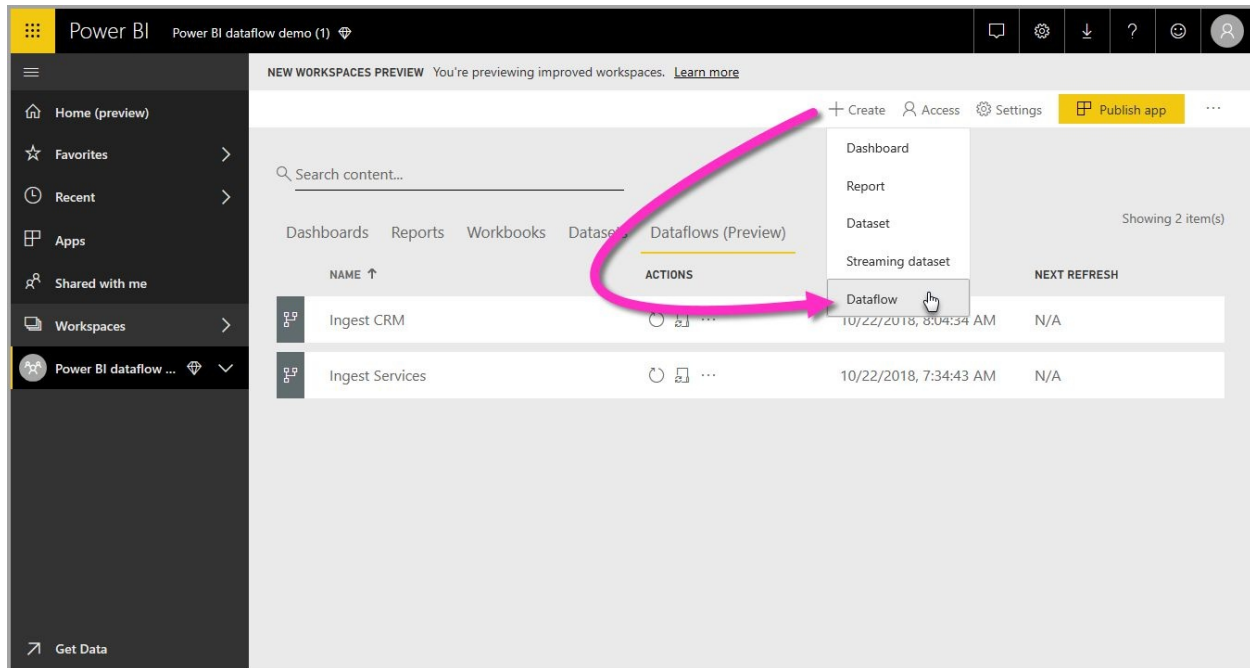 Power BI Power BI dataflow demo (1)
NEW WORKSPACES PREVIEW You're previewing improved workspaces. Learn more
Home (preview)
Favorites
Recent
Apps
Shared with me
Workspaces
Power BI dataflow ...
Get Data
Create Access Settings Publish app ...
Dashboard
Report
Dataset
Streaming dataset
Dataflow
Search content...
Showing 2 item(s)
Dashboards Reports Workbooks Datasets Dataflows (Preview)
NAME ACTIONS NEXT REFRESH
Ingest CRM ... 10/22/2018, 8:04:34 AM N/A
Ingest Services ... 10/22/2018, 7:34:43 AM N/A